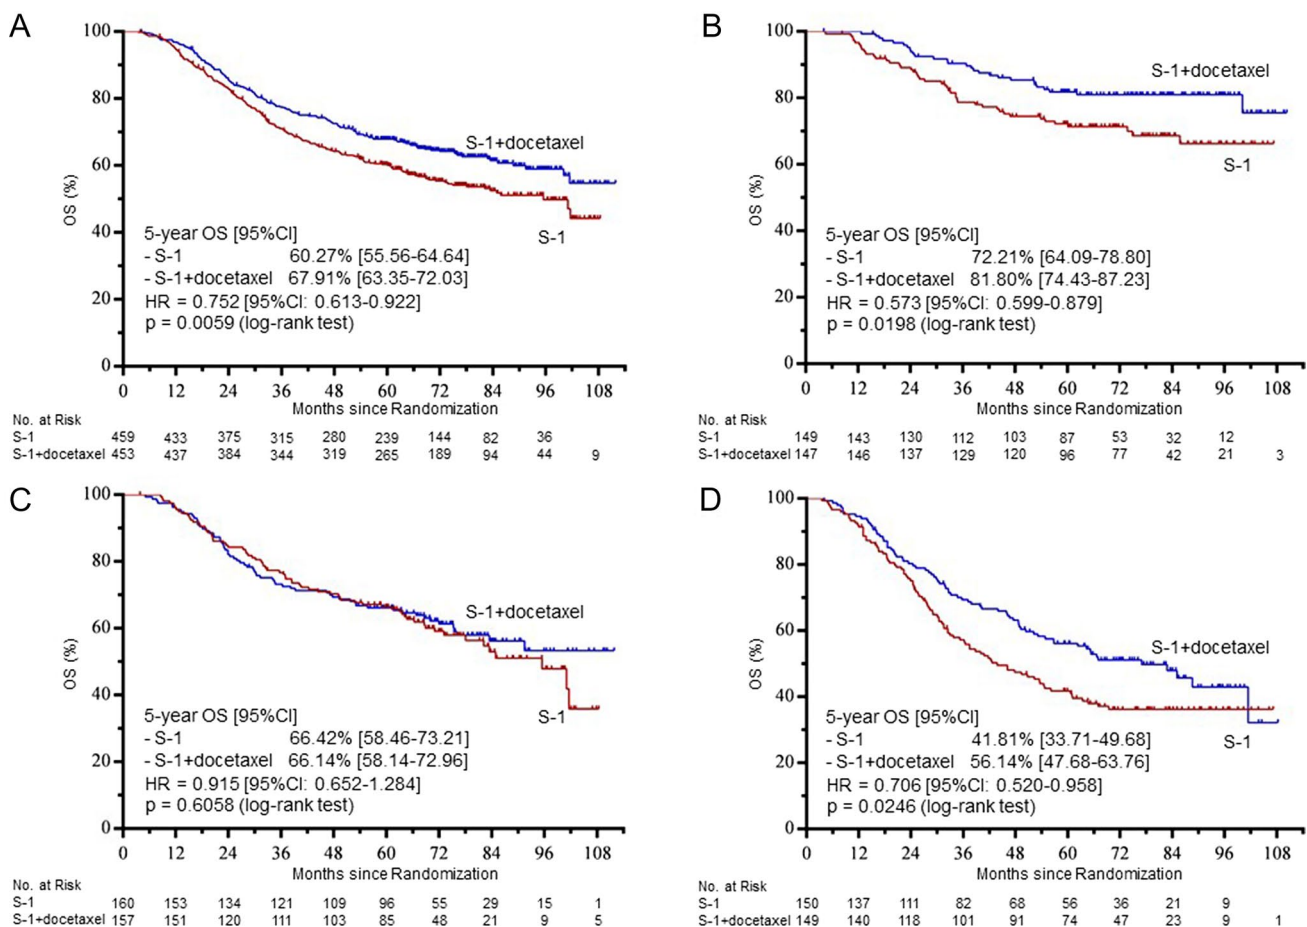 A
100
80
60
40
20
0
OS (%)
S-1+docetaxel
S-1
5-year OS [95%CI]
- S-1 60.27% [55.56-64.64]
- S-1+docetaxel 67.91% [63.35-72.03]
HR = 0.752 [95%CI: 0.613-0.922]
p = 0.0059 (log-rank test)
0 12 24 36 48 60 72 84 96 108
Months since Randomization
No. at Risk
S-1 459 433 375 315 280 239 144 82 36
S-1+docetaxel 453 437 384 344 319 265 189 94 44 9
B
100
80
60
40
20
0
OS (%)
S-1+docetaxel
S-1
5-year OS [95%CI]
- S-1 72.21% [64.09-78.80]
- S-1+docetaxel 81.80% [74.43-87.23]
HR = 0.573 [95%CI: 0.599-0.879]
p = 0.0198 (log-rank test)
0 12 24 36 48 60 72 84 96 108
Months since Randomization
No. at Risk
S-1 149 143 130 112 103 87 53 32 12
S-1+docetaxel 147 146 137 129 120 96 77 42 21 3
C
100
80
60
40
20
0
OS (%)
S-1+docetaxel
S-1
5-year OS [95%CI]
- S-1 66.42% [58.46-73.21]
- S-1+docetaxel 66.14% [58.14-72.96]
HR = 0.915 [95%CI: 0.652-1.284]
p = 0.6058 (log-rank test)
0 12 24 36 48 60 72 84 96 108
Months since Randomization
No. at Risk
S-1 160 153 134 121 109 96 55 29 15 1
S-1+docetaxel 157 151 120 111 103 85 48 21 9 5
D
100
80
60
40
20
0
OS (%)
S-1+docetaxel
S-1
5-year OS [95%CI]
- S-1 41.81% [33.71-49.68]
- S-1+docetaxel 56.14% [47.68-63.76]
HR = 0.706 [95%CI: 0.520-0.958]
p = 0.0246 (log-rank test)
0 12 24 36 48 60 72 84 96 108
Months since Randomization
No. at Risk
S-1 150 137 111 82 68 56 36 21 9
S-1+docetaxel 149 140 118 101 91 74 47 23 9 1